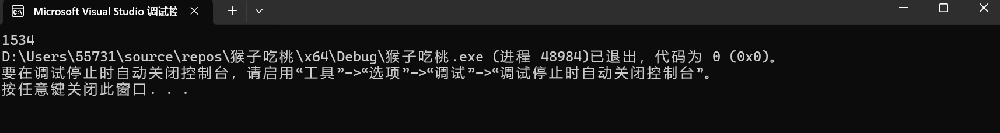 Microsoft Visual Studio 调试控
1534
D:\Users\55731\source\repos\猴子吃桃\x64\Debug\猴子吃桃.exe (进程 48984)已退出，代码为 0 (0x0)。
要在调试停止时自动关闭控制台，请启用“工具”->“选项”->“调试”->“调试停止时自动关闭控制台”。
按任意键关闭此窗口. . .